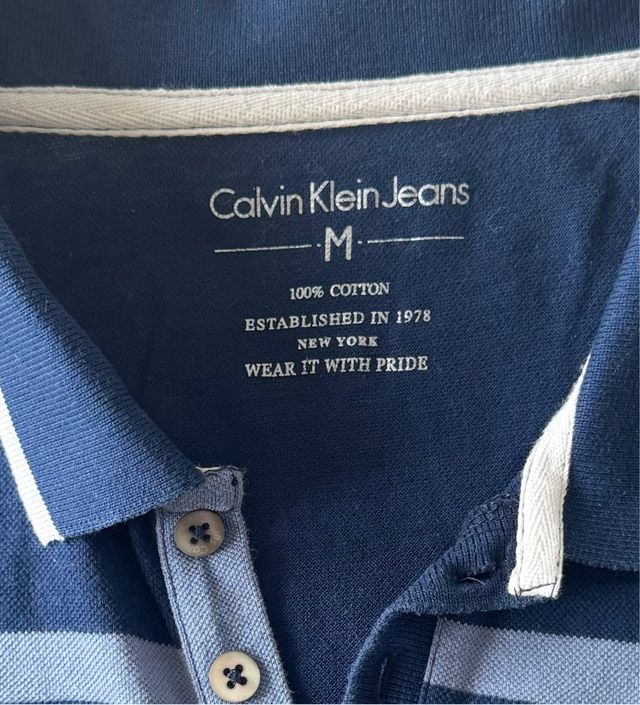 Calvin Klein Jeans
M
100% COTTON
ESTABLISHED IN 1978
NEW YORK
WEAR IT WITH PRIDE